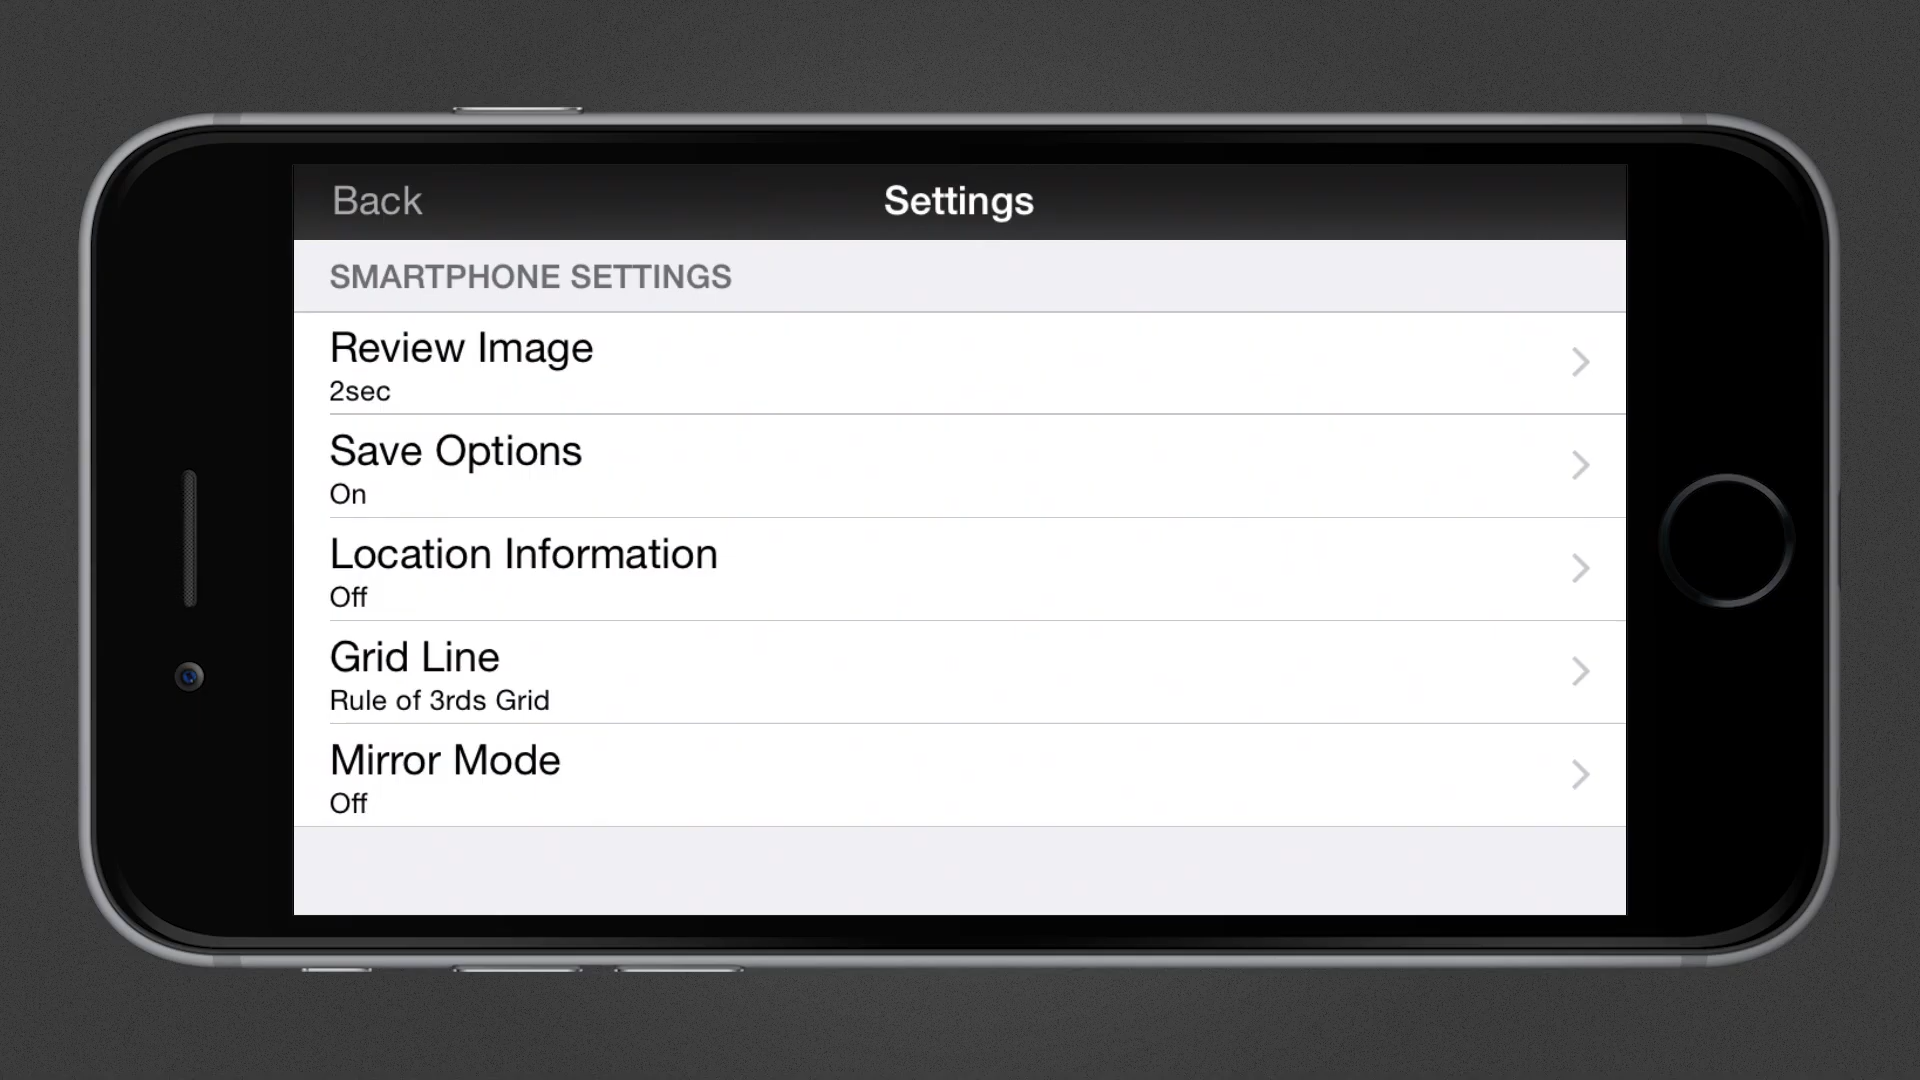 Back
Settings
SMARTPHONE SETTINGS
Review Image
2sec
Save Options
On
Location Information
Off
Grid Line
Rule of 3rds Grid
Mirror Mode
Off